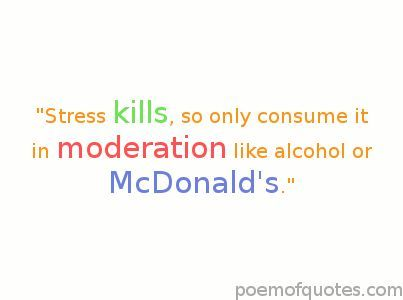 "Stress kills, so only consume it
in moderation like alcohol or
McDonald's."
poemofquotes.com